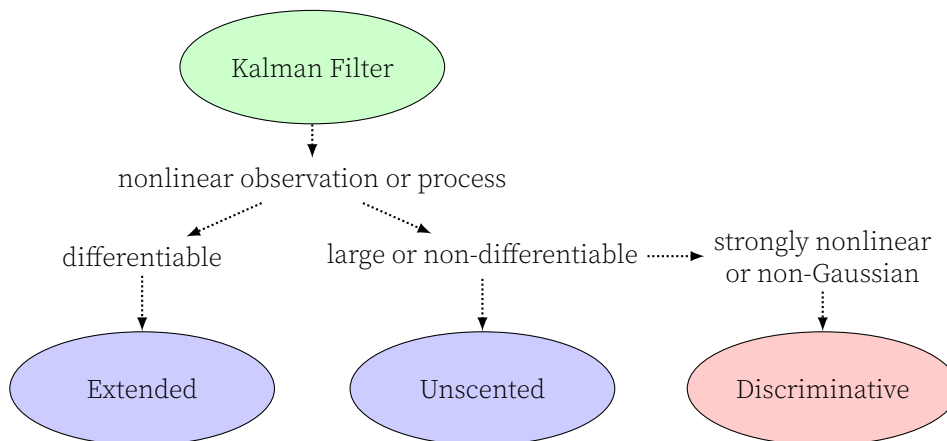 Kalman Filter
nonlinear observation or process
differentiable
large or non-differentiable
strongly nonlinear
or non-Gaussian
Extended
Unscented
Discriminative